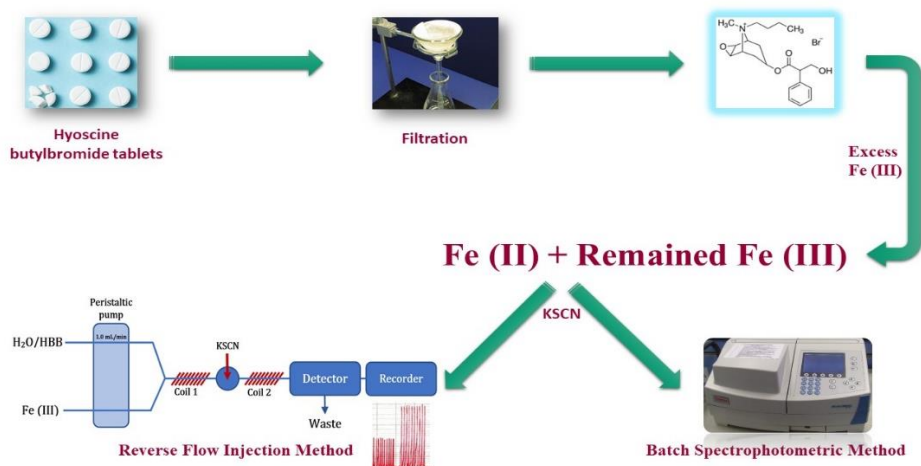 H₃C
CH₃
N⁺
Br⁻
O
O
O
OH
Hyoscine
butylbromide tablets
Filtration
Excess
Fe (III)
Fe (II) + Remained Fe (III)
KSCN
Peristaltic
pump
1.0 mL/min
H₂O/HBB
KSCN
Coil 1
Coil 2
Detector
Recorder
Fe (III)
Waste
Reverse Flow Injection Method
Batch Spectrophotometric Method